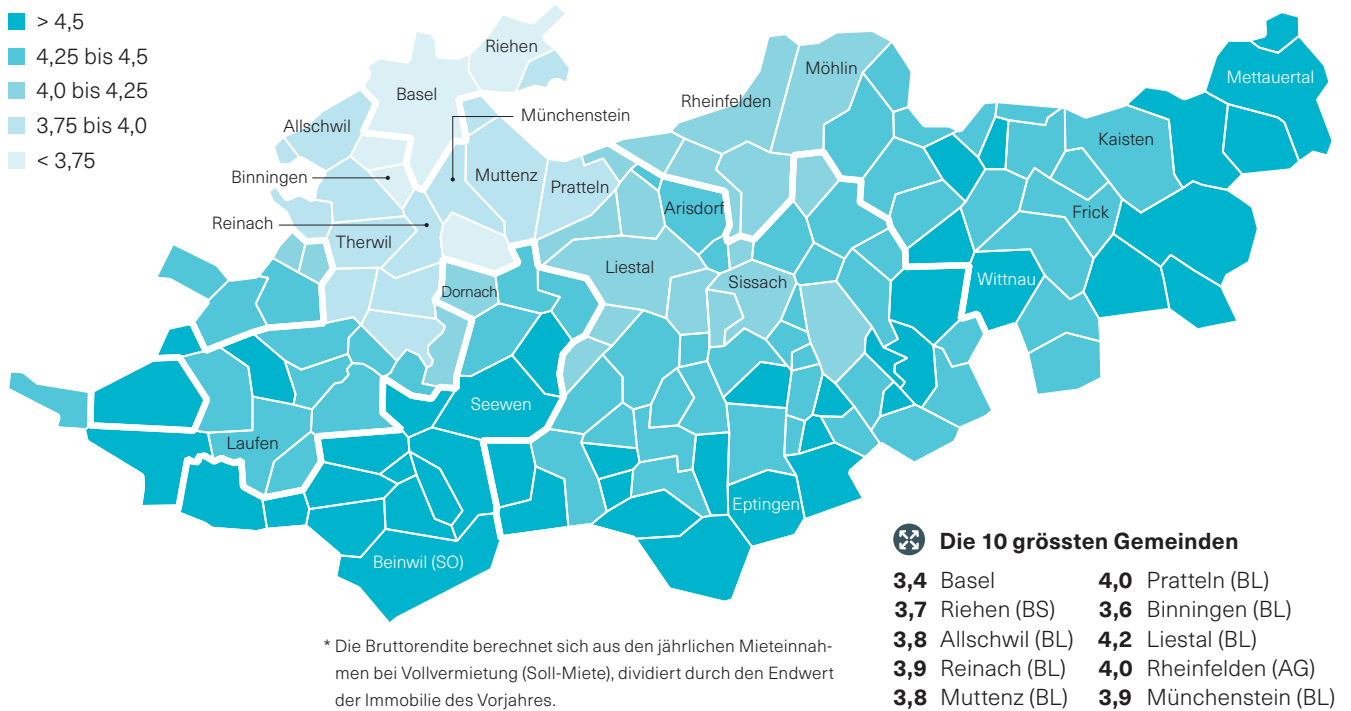 > 4,5
4,25 bis 4,5
4,0 bis 4,25
3,75 bis 4,0
< 3,75
Riehen
Basel
Möhlin
Mettauertal
Rheinfelden
Münchenstein
Allschwil
Kaisten
Binningen
Muttenz
Pratteln
Arisdorf
Frick
Reinach
Therwil
Liestal
Sissach
Wittnau
Dornach
Seewen
Laufen
Eptingen
Beinwil (SO)
* Die Bruttorendite berechnet sich aus den jährlichen Mieteinnah-
men bei Vollvermietung (Soll-Miete), dividiert durch den Endwert
der Immobilie des Vorjahres.
Die 10 grössten Gemeinden
3,4 Basel
3,7 Riehen (BS)
3,8 Allschwil (BL)
3,9 Reinach (BL)
3,8 Muttenz (BL)
4,0 Pratteln (BL)
3,6 Binningen (BL)
4,2 Liestal (BL)
4,0 Rheinfelden (AG)
3,9 Münchenstein (BL)